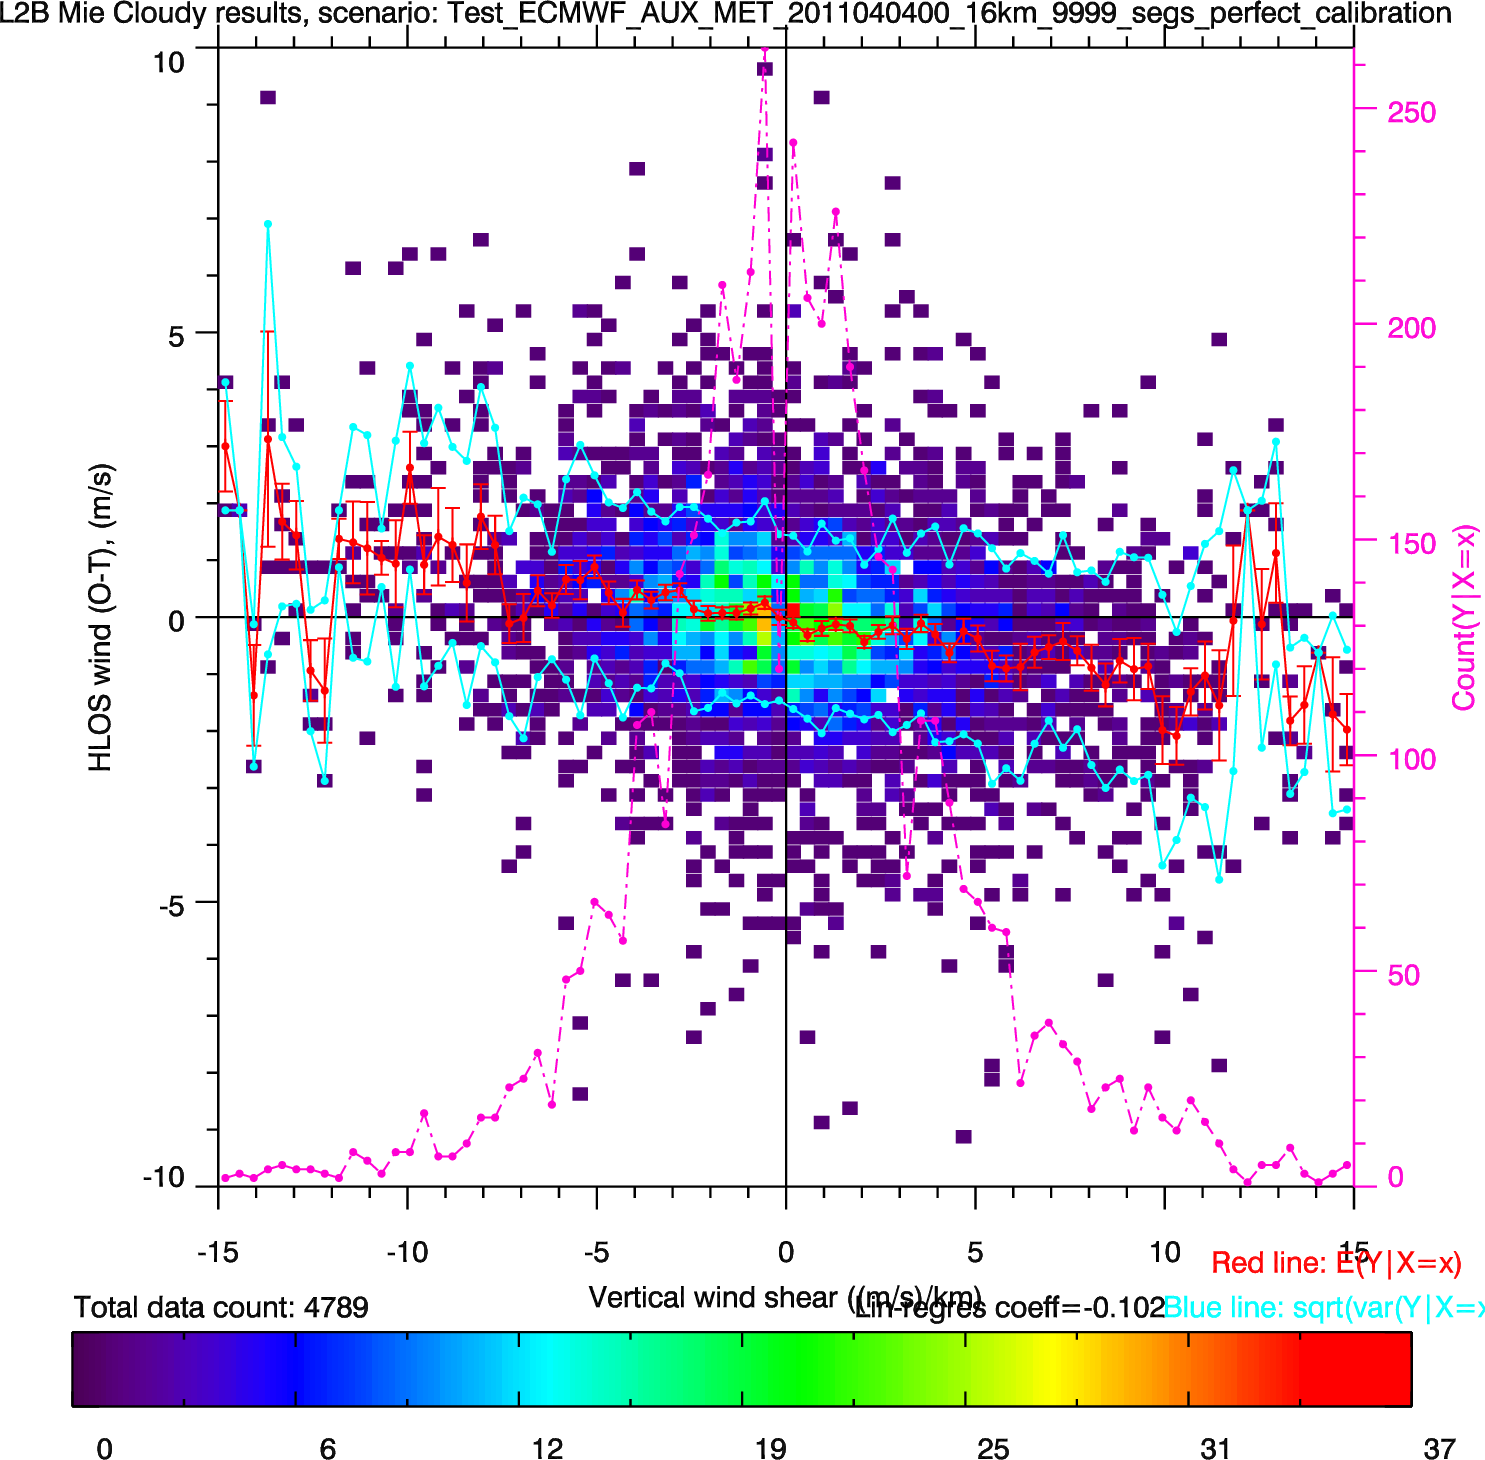 L2B Mie Cloudy results, scenario: Test_ECMWF_AUX_MET_2011040400_16km_9999_segs_perfect_calibration
10
5
0
-5
-10
HLOS wind (O-T), (m/s)
250
200
150
100
50
0
Count(Y|X=x)
-15 -10 -5 0 5 10 15
Red line: E(Y|X=x)
Vertical wind shear ((m/s)/km)
Total data count: 4789 Lin-regres coeff=-0.102 Blue line: sqrt(var(Y|X=x
0 6 12 19 25 31 37